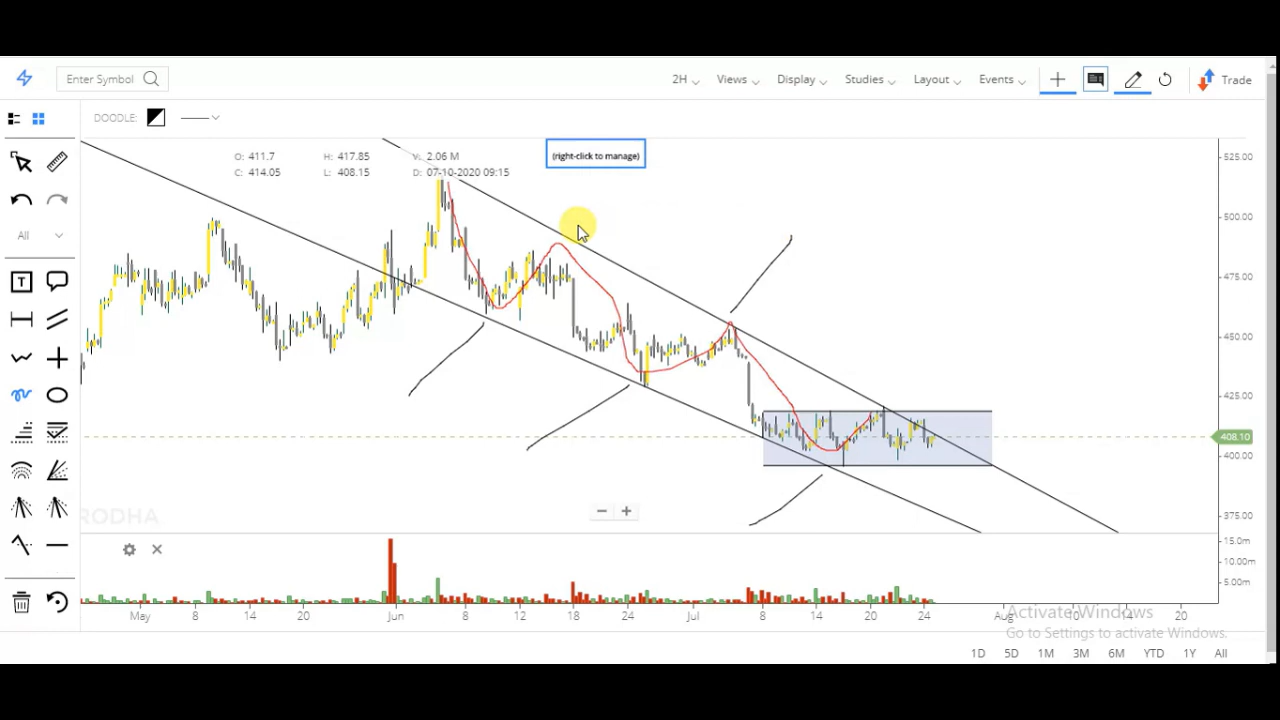 Enter Symbol
2H Views Display Studies Layout Events Trade
DOODLE:
O: 411.7 H: 417.85 V: 2.06 M
C: 414.05 L: 408.15 D: 07-10-2020 09:15
(right-click to manage)
All
T
525.00
500.00
475.00
450.00
425.00
408.10
400.00
375.00
RODHA
15.0m
10.00m
5.00m
May 8 14 20 Jun 8 12 18 24 Jul 8 14 20 24 Aug 10 14 20
Activate Windows
Go to Settings to activate Windows.
1D 5D 1M 3M 6M YTD 1Y All